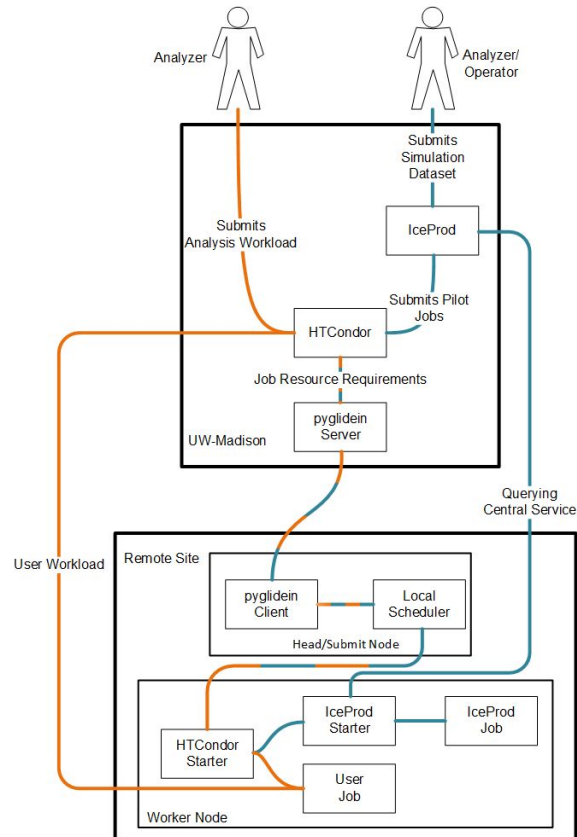 Analyzer
Analyzer/
Operator
Submits
Simulation
Dataset
IceProd
Submits
Analysis Workload
Submits Pilot
Jobs
HTCondor
Job Resource Requirements
pyglidein
Server
UW-Madison
Querying
Central Service
Remote Site
User Workload
pyglidein
Client
Local
Scheduler
Head/Submit Node
IceProd
Starter
IceProd
Job
HTCondor
Starter
User
Job
Worker Node